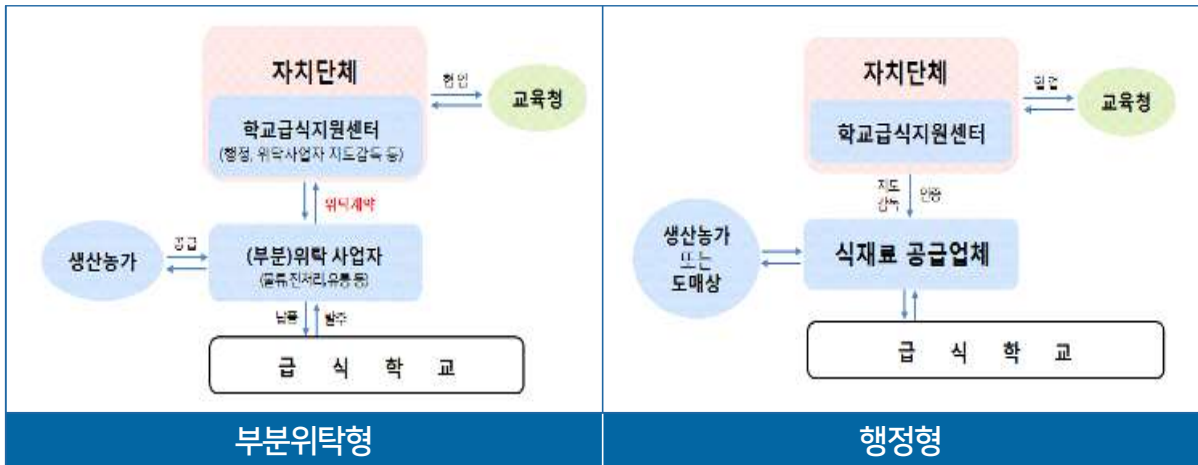 자치단체
협업
교육청
학교급식지원센터
(행정, 위탁사업자 지도감독 등)
위탁계약
생산농가
공급
(부분)위탁 사업자
(물류,전처리,유통 등)
납품
발주
급 식 학 교
부분위탁형
자치단체
협업
교육청
학교급식지원센터
지도
감독
인증
생산농가
또는
도매상
식재료 공급업체
급 식 학 교
행정형